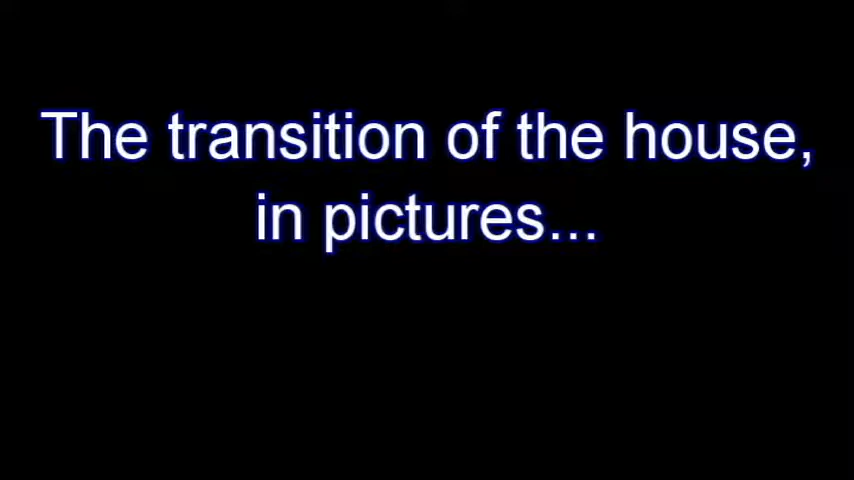 The transition of the house,
in pictures...